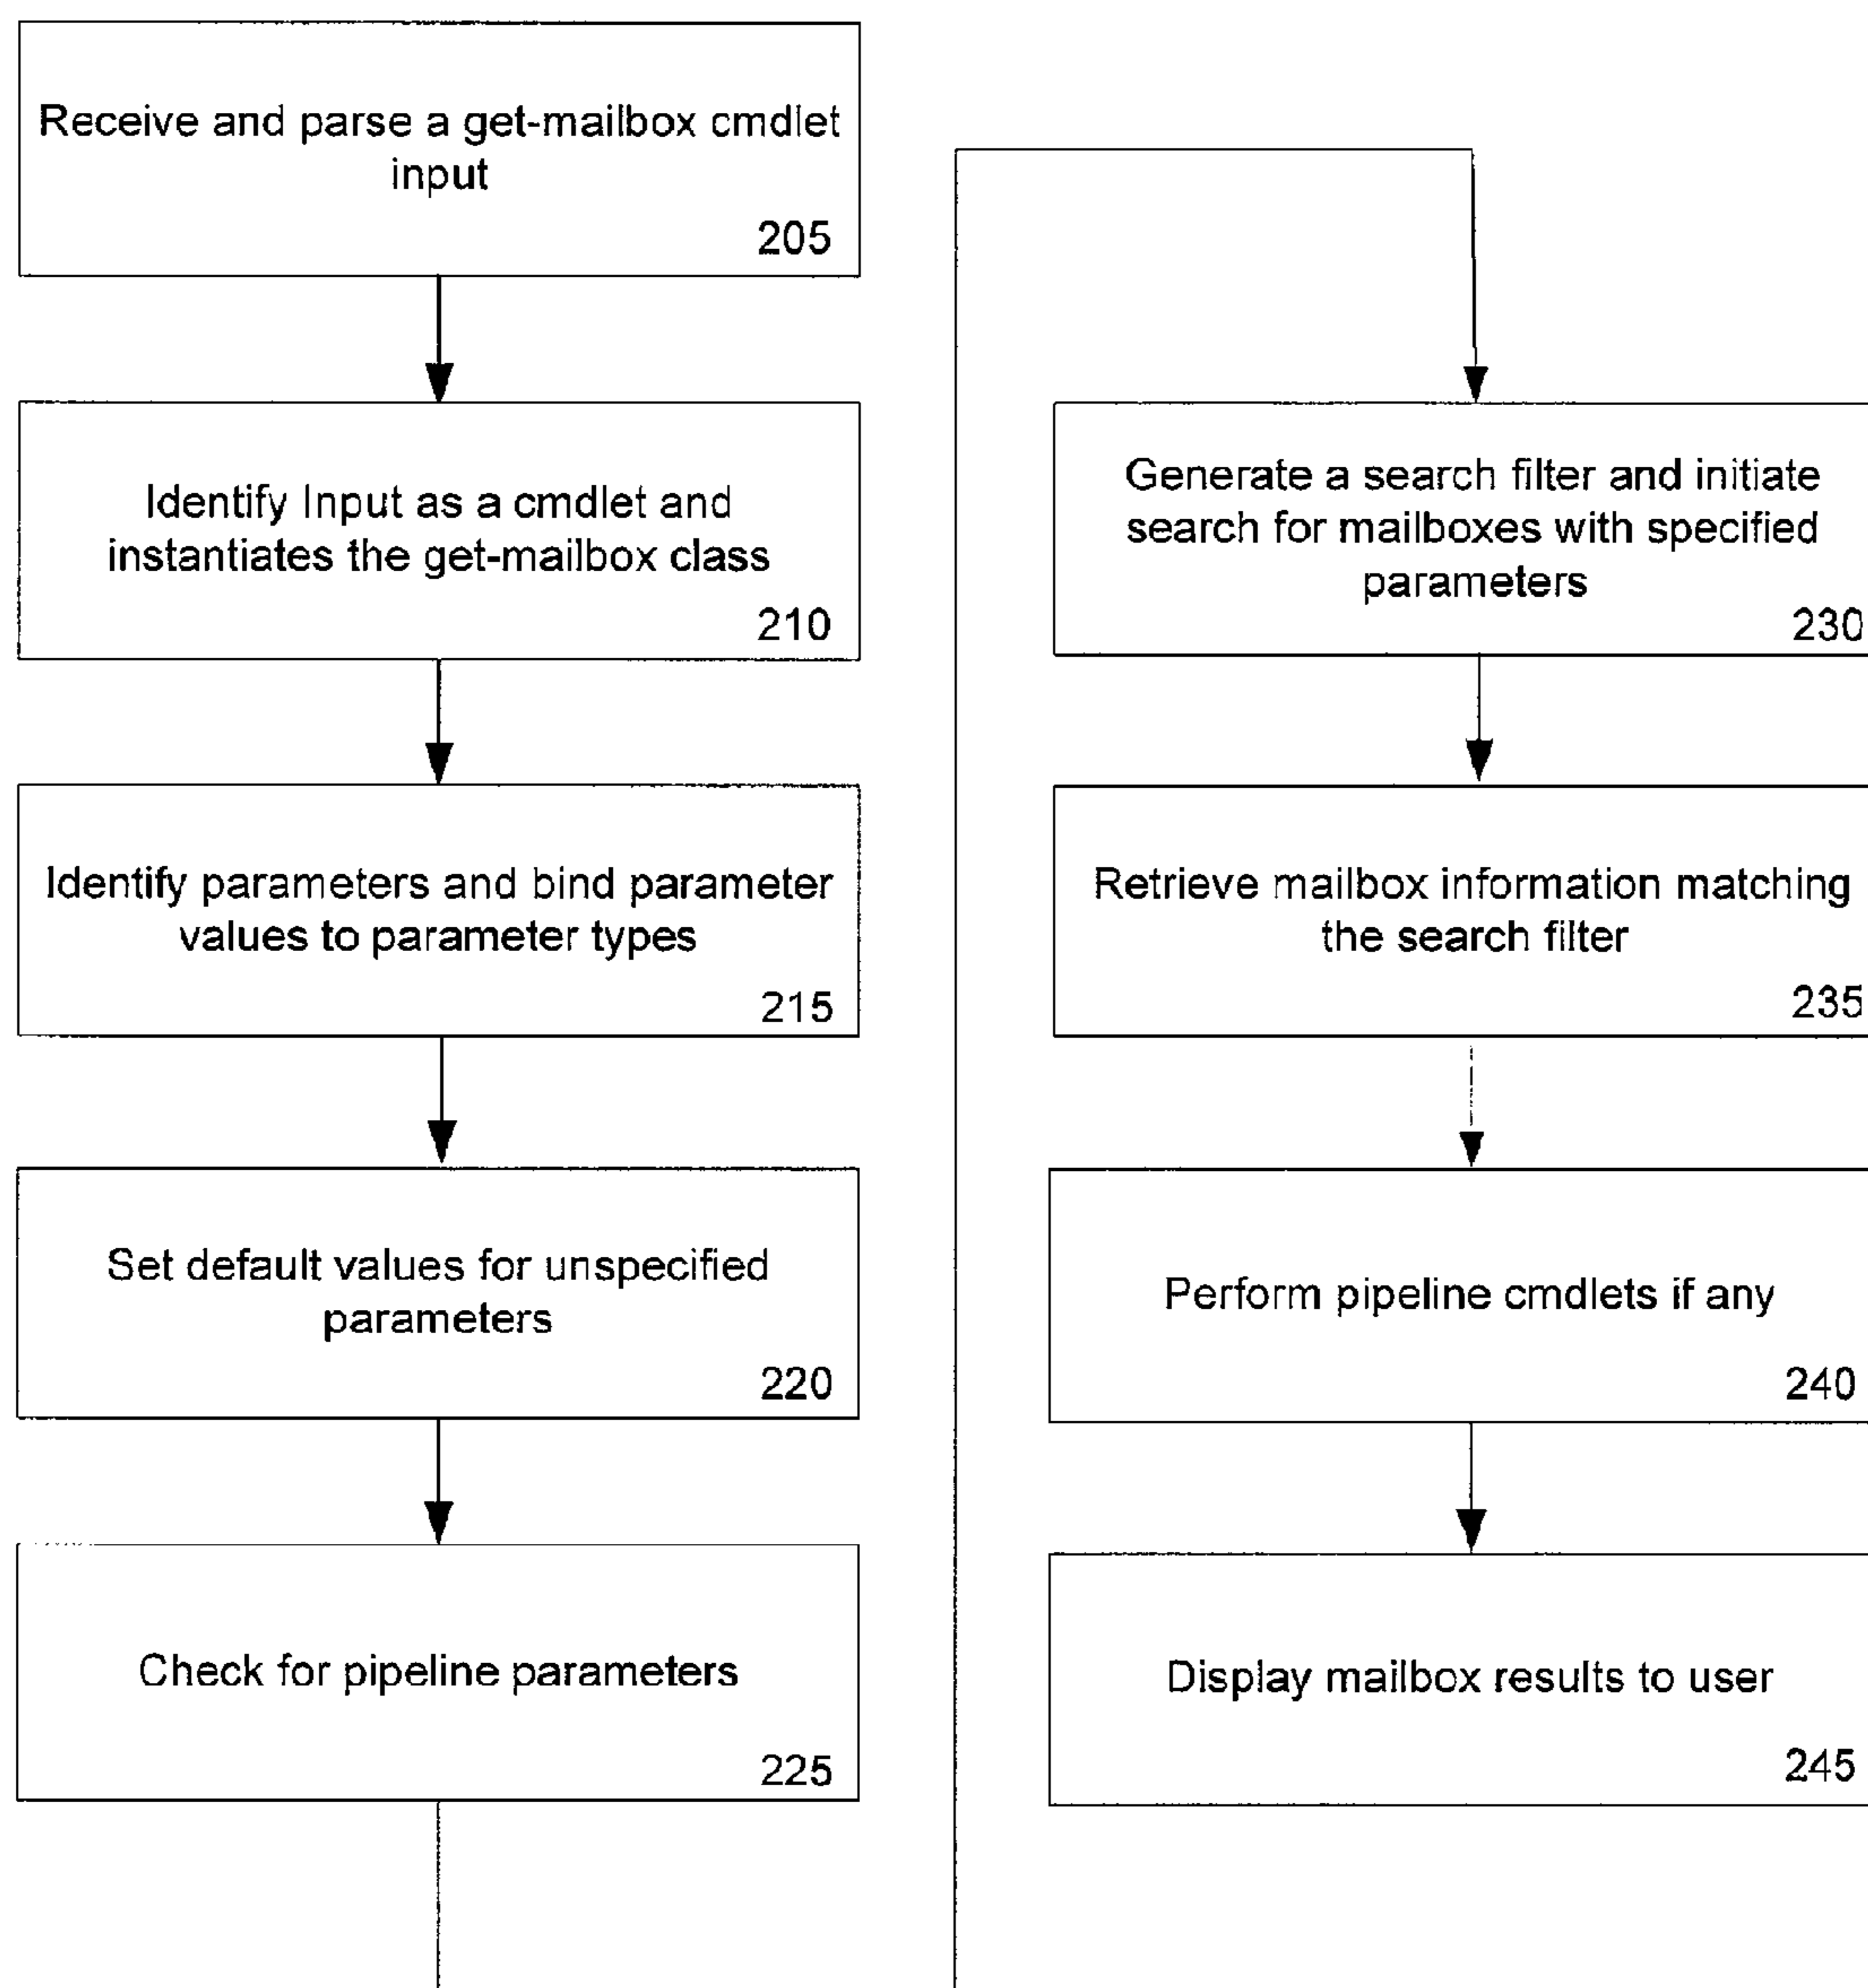 Receive and parse a get-mailbox cmdlet
input
205
Identify Input as a cmdlet and
instantiates the get-mailbox class
210
Identify parameters and bind parameter
values to parameter types
215
Set default values for unspecified
parameters
220
Check for pipeline parameters
225
Generate a search filter and initiate
search for mailboxes with specified
parameters
230
Retrieve mailbox information matching
the search filter
235
Perform pipeline cmdlets if any
240
Display mailbox results to user
245